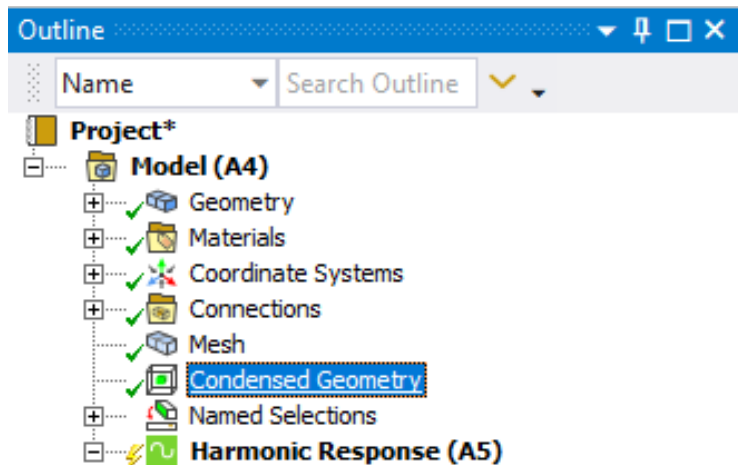 Outline
Name Search Outline
Project*
Model (A4)
Geometry
Materials
Coordinate Systems
Connections
Mesh
Condensed Geometry
Named Selections
Harmonic Response (A5)